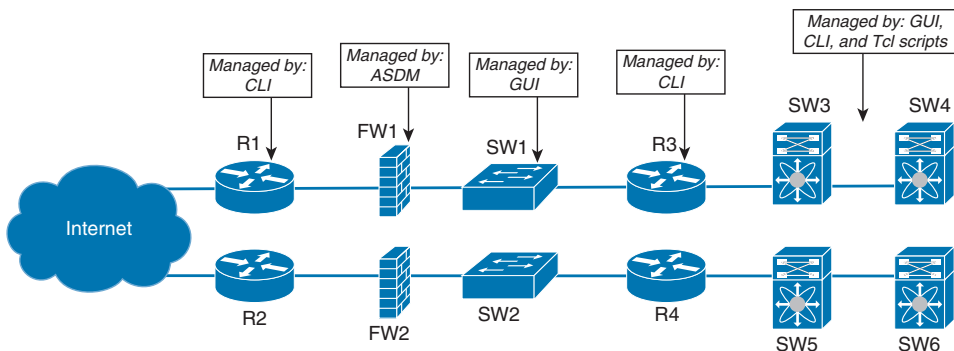 Managed by: GUI,
CLI, and Tcl scripts
Managed by:
CLI
Managed by:
ASDM
Managed by:
GUI
Managed by:
CLI
R1
FW1
SW1
R3
SW3
SW4
Internet
R2
FW2
SW2
R4
SW5
SW6